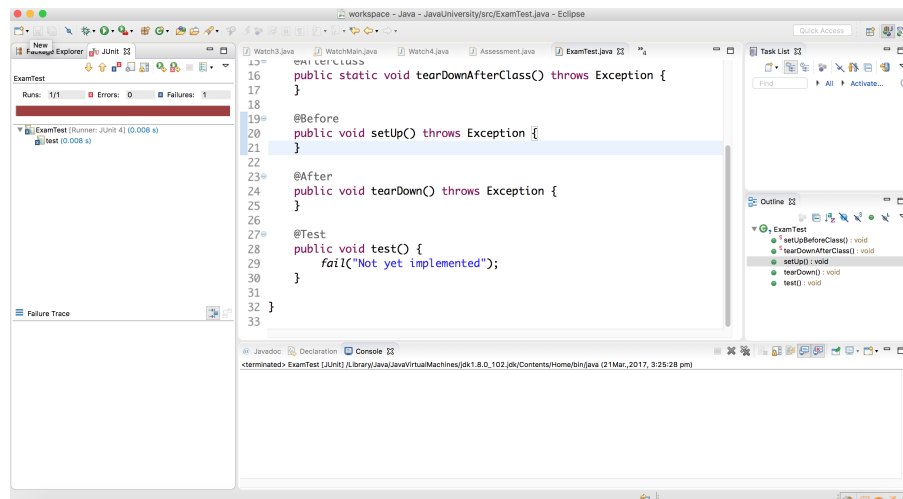 workspace - Java - JavaUniversity/src/ExamTest.java - Eclipse
Quick Access
New
Package Explorer
JUnit
ExamTest
Runs: 1/1 Errors: 0 Failures: 1
ExamTest [Runner: JUnit 4] (0.008 s)
test (0.008 s)
Failure Trace
Watch3.java WatchMain.java Watch4.java Assessment.java ExamTest.java "4
15 @AfterClass
16 public static void tearDownAfterClass() throws Exception {
17 }
18
19 @Before
20 public void setUp() throws Exception {
21 }
22
23 @After
24 public void tearDown() throws Exception {
25 }
26
27 @Test
28 public void test() {
29 fail("Not yet implemented");
30 }
31
32 }
33
Javadoc Declaration Console
<terminated> ExamTest [JUnit] /Library/Java/JavaVirtualMachines/jdk1.8.0_102.jdk/Contents/Home/bin/java (21Mar.,2017, 3:25:28 pm)
Task List
Find All Activate...
Outline
ExamTest
S setUpBeforeClass() : void
S tearDownAfterClass() : void
setUp() : void
tearDown() : void
test() : void